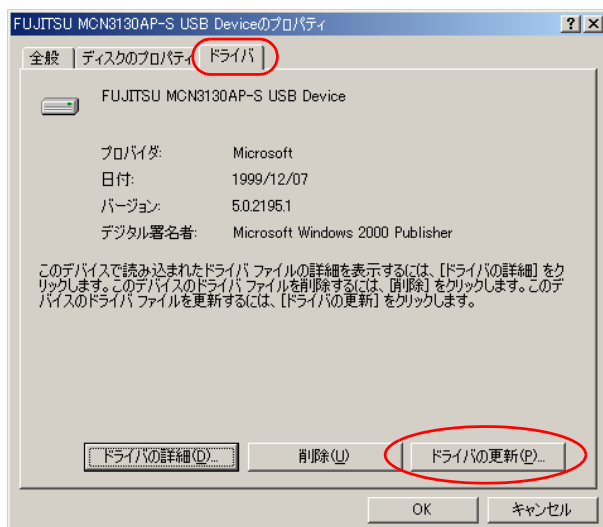 FUJITSU MCN3130AP-S USB Deviceのプロパティ
全般 ディスクのプロパティ ドライバ
FUJITSU MCN3130AP-S USB Device
プロバイダ: Microsoft
日付: 1999/12/07
バージョン: 5.0.2195.1
デジタル署名者: Microsoft Windows 2000 Publisher
このデバイスで読み込まれたドライバ ファイルの詳細を表示するには、[ドライバの詳細] をク
リックします。このデバイスのドライバ ファイルを削除するには、[削除] をクリックします。このデ
バイスのドライバ ファイルを更新するには、[ドライバの更新] をクリックします。
ドライバの詳細(D)... 削除(U) ドライバの更新(P)...
OK キャンセル